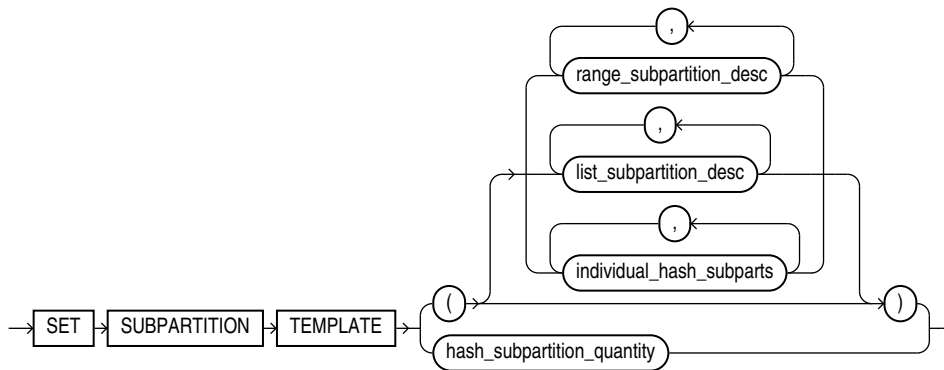 ,
range_subpartition_desc
,
list_subpartition_desc
,
individual_hash_subparts
( )
SET SUBPARTITION TEMPLATE
hash_subpartition_quantity